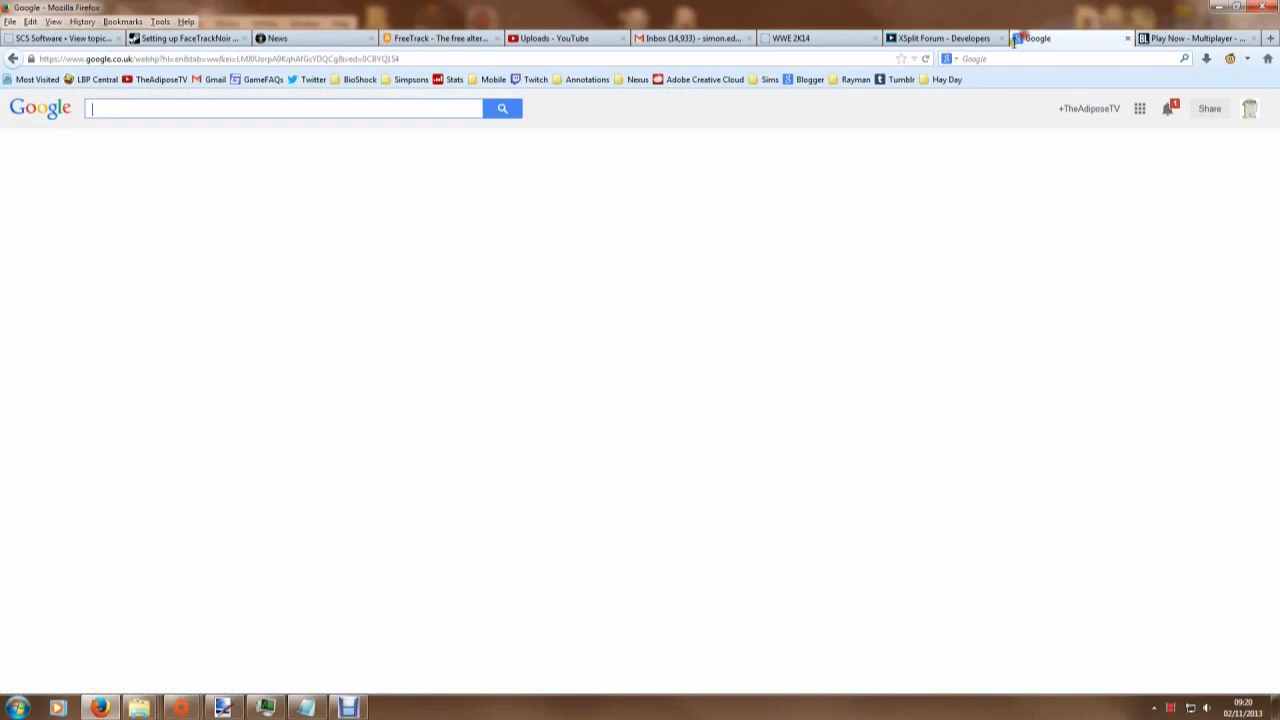 Google - Mozilla Firefox
File Edit View History Bookmarks Tools Help
SCS Software • View topic... Setting up FaceTrackNoir ... News FreeTrack - The free alter... Uploads - YouTube Inbox (14,933) - simon.ed... WWE 2K14 XSplit Forum - Developers Google Play Now - Multiplayer - ...
Google
Most Visited LBP Central TheAdiposeTV Gmail GameFAQs Twitter BioShock Simpsons Stats Mobile Twitch Annotations Nexus Adobe Creative Cloud Sims Blogger Rayman Tumblr Hay Day
Google +TheAdiposeTV 1 Share
09:20
02/11/2013